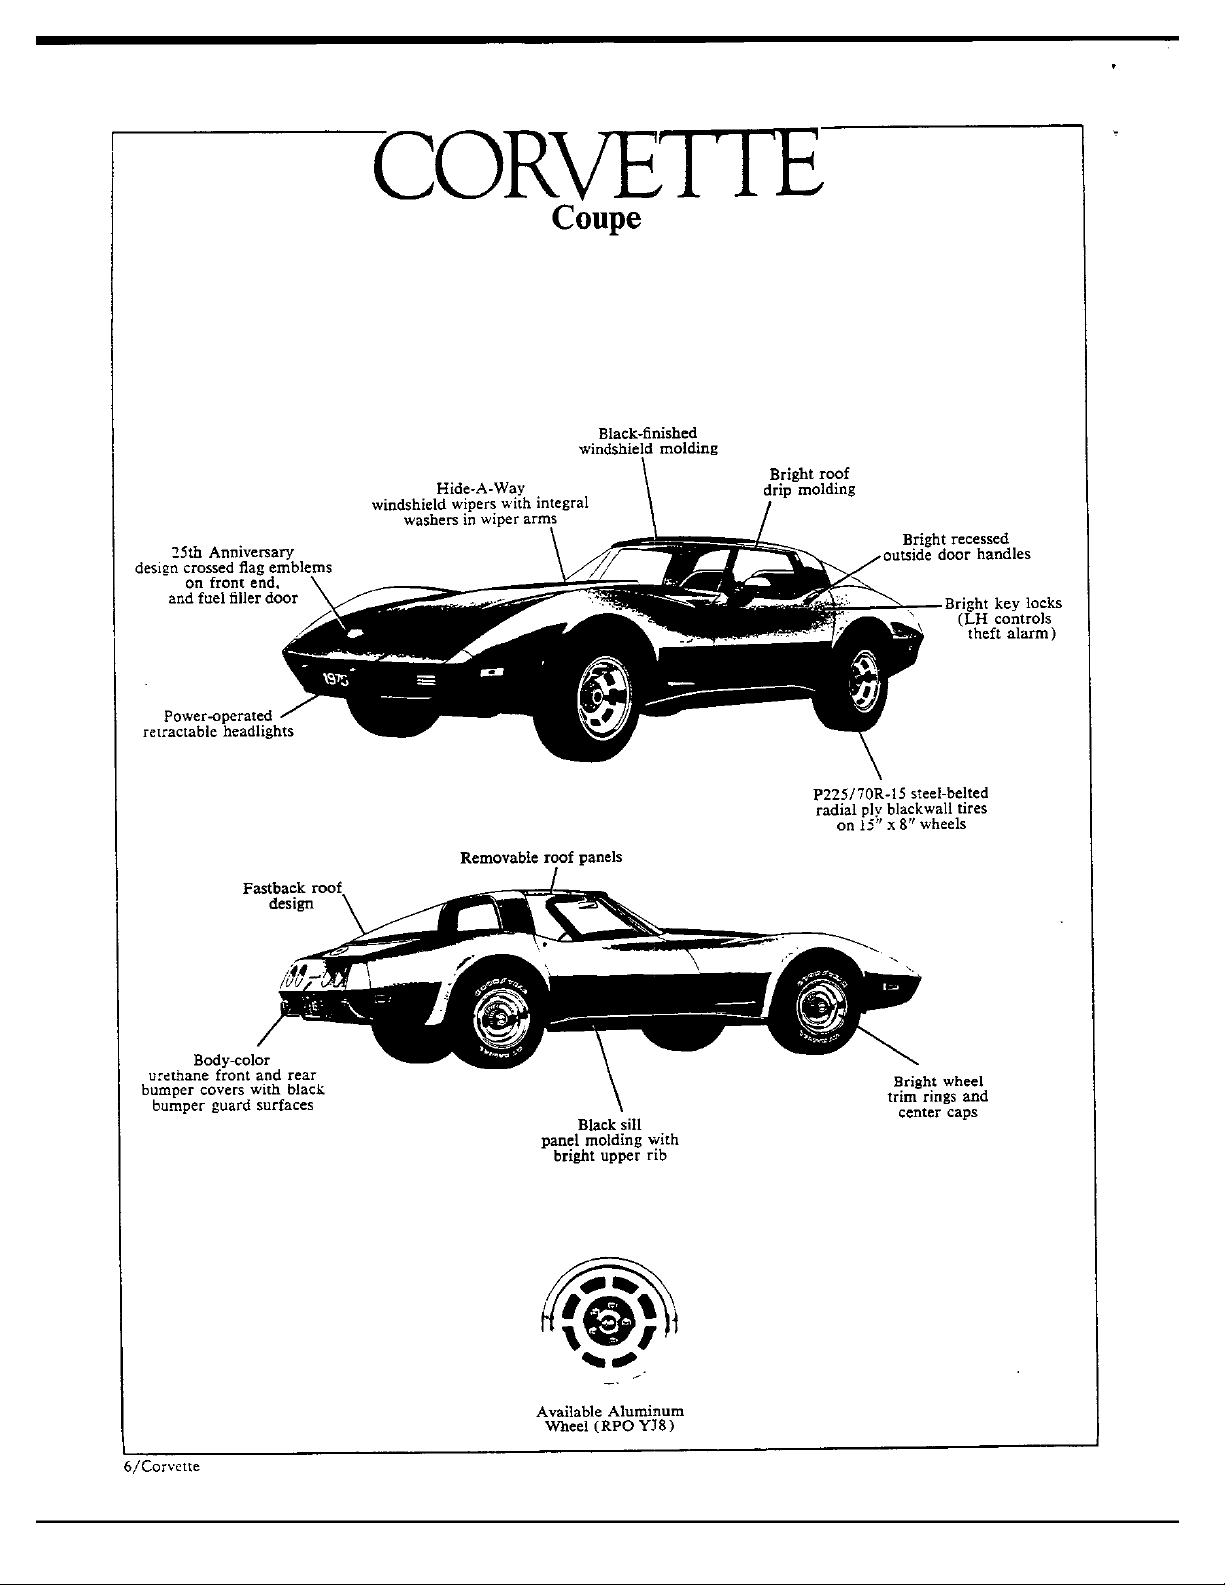 CORVETTE
Coupe
Black-finished
windshield molding
Bright roof
drip molding
Hide-A-Way
windshield wipers with integral
washers in wiper arms
Bright recessed
outside door handles
25th Anniversary
design crossed flag emblems
on front end,
and fuel filler door
Bright key locks
(LH controls
theft alarm)
Power-operated
retractable headlights
P225/70R-15 steel-belted
radial ply blackwall tires
on 15" x 8" wheels
Removable roof panels
Fastback roof
design
Body-color
urethane front and rear
bumper covers with black
bumper guard surfaces
Bright wheel
trim rings and
center caps
Black sill
panel molding with
bright upper rib
Available Aluminum
Wheel (RPO YJ8)
6/Corvette